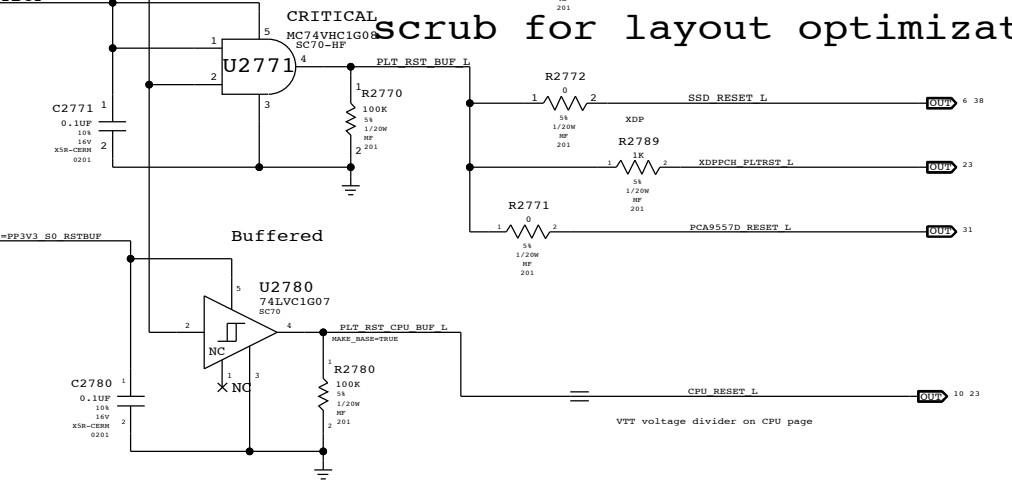 201
scrub for layout optimizat
CRITICAL
MC74VHC1G08
SC70-HF
5
1
U2771
4
PLT_RST_BUF_L
2
3
C2771
1
0.1UF
10%
16V
X5R-CERM
0201
2
1
R2770
100K
5%
1/20W
MF
201
2
R2772
0
1
2
5%
1/20W
MF
201
SSD_RESET_L
OUT
6 38
XDP
R2789
1K
1
2
5%
1/20W
MF
201
XDPPCH_PLTRST_L
OUT
23
R2771
0
1
2
5%
1/20W
MF
201
PCA9557D_RESET_L
OUT
31
=PP3V3_S0_RSTBUF
Buffered
U2780
74LVC1G07
SC70
5
2
4
NC
1
NC
3
PLT_RST_CPU_BUF_L
MAKE_BASE=TRUE
C2780
1
0.1UF
10%
16V
X5R-CERM
0201
2
1
R2780
100K
5%
1/20W
MF
201
2
CPU_RESET_L
OUT
10 23
VTT voltage divider on CPU page